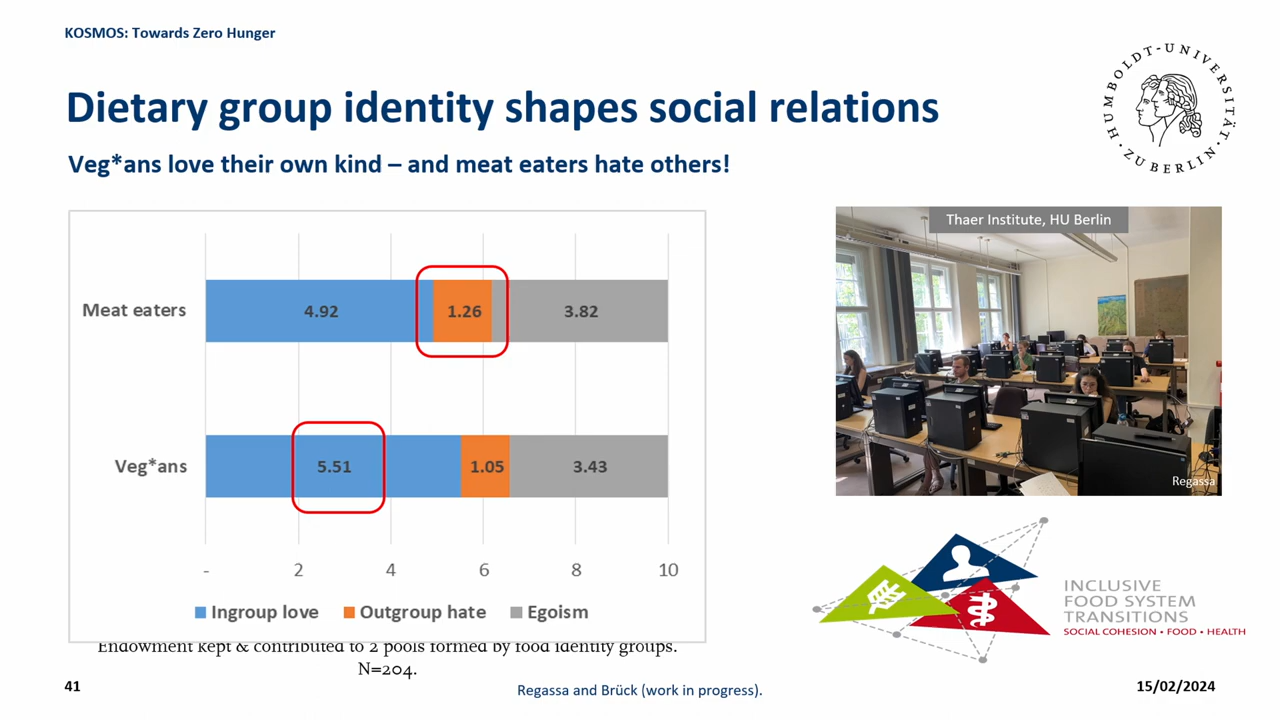 KOSMOS: Towards Zero Hunger
HUMBOLDT-UNIVERSITÄT ZU BERLIN
Dietary group identity shapes social relations
Veg*ans love their own kind – and meat eaters hate others!
Thaer Institute, HU Berlin
Meat eaters
4.92
1.26
3.82
Veg*ans
5.51
1.05
3.43
- 2 4 6 8 10
Ingroup love Outgroup hate Egoism
Regassa
INCLUSIVE
FOOD SYSTEM
TRANSITIONS
SOCIAL COHESION • FOOD • HEALTH
Endowment kept & contributed to 2 pools formed by food identity groups.
N=204.
41
Regassa and Brück (work in progress).
15/02/2024